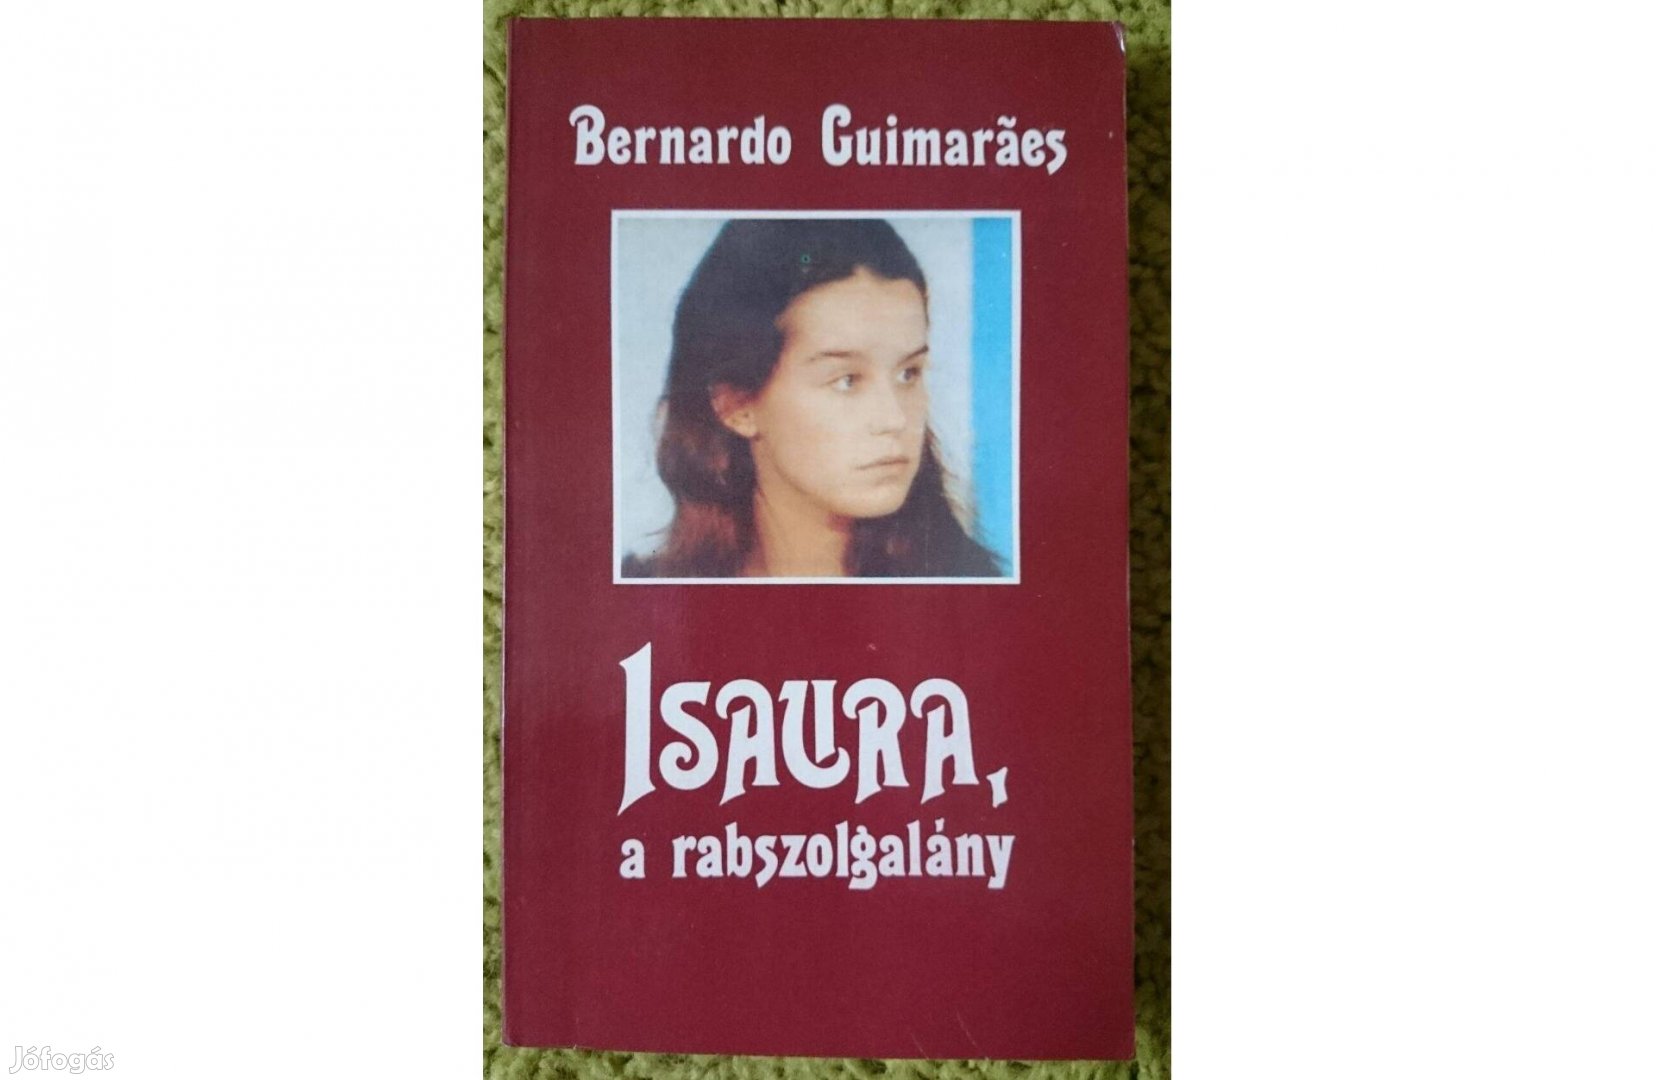 Bernardo Guimarães
Isaura,
a rabszolgalány
Jófogás